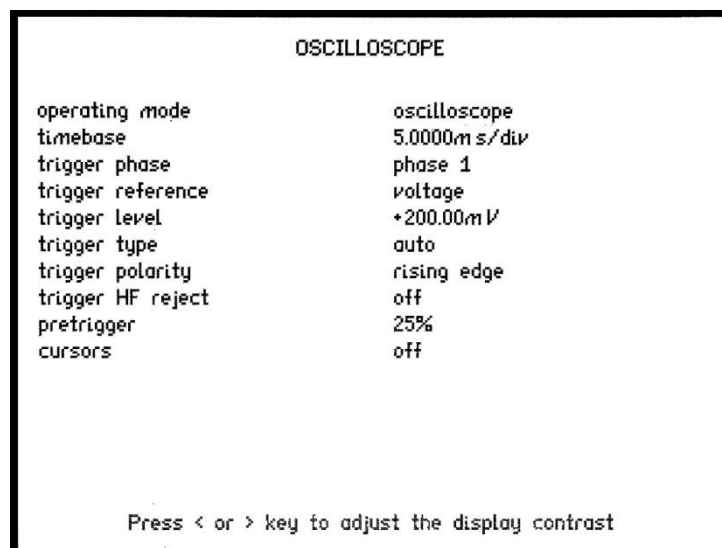 OSCILLOSCOPE
operating mode oscilloscope
timebase 5.0000ms/div
trigger phase phase 1
trigger reference voltage
trigger level +200.00mV
trigger type auto
trigger polarity rising edge
trigger HF reject off
pretrigger 25%
cursors off
Press < or > key to adjust the display contrast